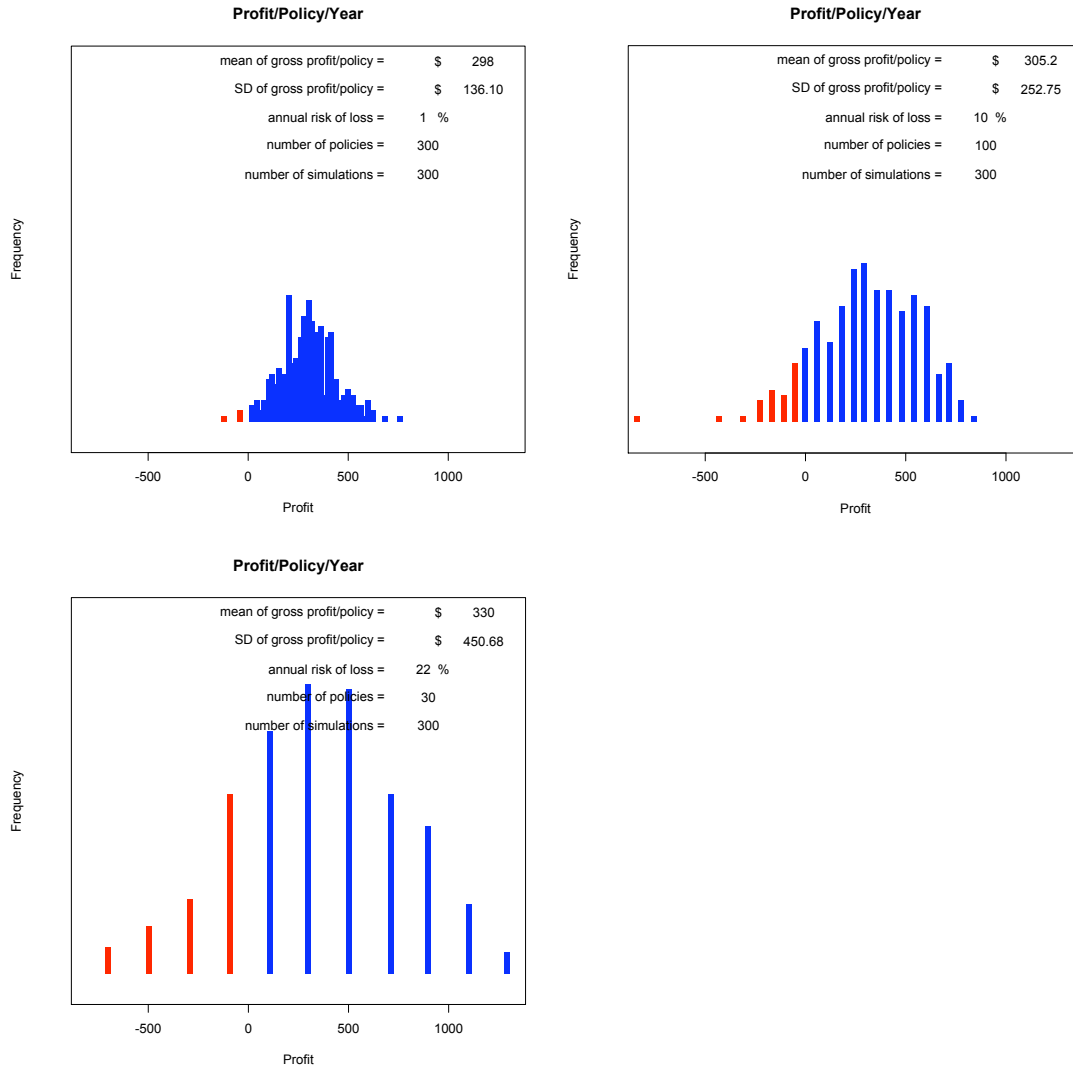 Profit/Policy/Year
mean of gross profit/policy = $ 298
SD of gross profit/policy = $ 136.10
annual risk of loss = 1 %
number of policies = 300
number of simulations = 300
Frequency
-500 0 500 1000
Profit
Profit/Policy/Year
mean of gross profit/policy = $ 305.2
SD of gross profit/policy = $ 252.75
annual risk of loss = 10 %
number of policies = 100
number of simulations = 300
Frequency
-500 0 500 1000
Profit
Profit/Policy/Year
mean of gross profit/policy = $ 330
SD of gross profit/policy = $ 450.68
annual risk of loss = 22 %
number of policies = 30
number of simulations = 300
Frequency
-500 0 500 1000
Profit